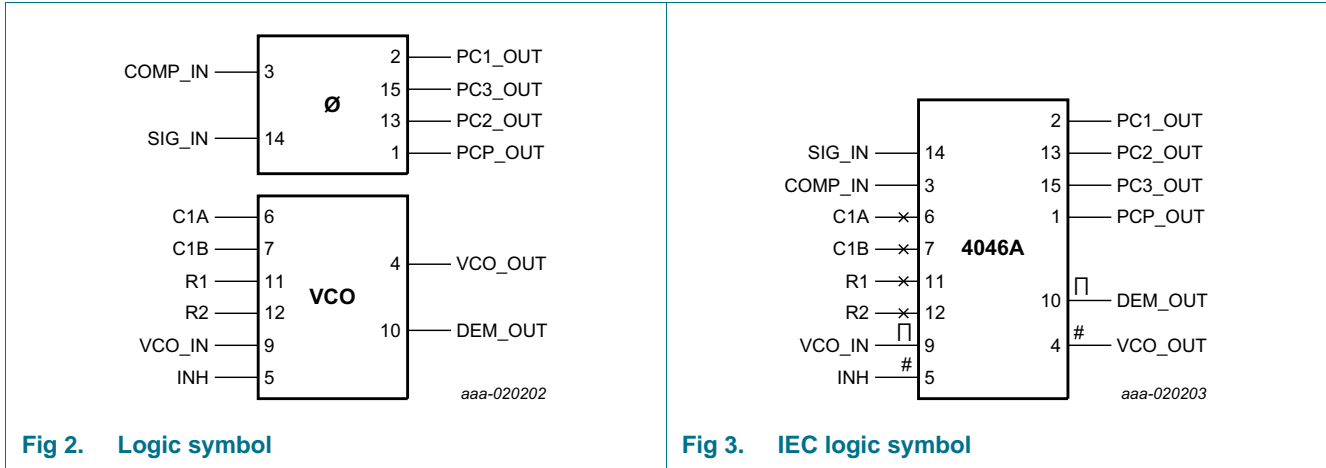 COMP_IN
3
SIG_IN
14
Ø
2
PC1_OUT
15
PC3_OUT
13
PC2_OUT
1
PCP_OUT
C1A
6
C1B
7
R1
11
R2
12
VCO_IN
9
INH
5
VCO
4
VCO_OUT
10
DEM_OUT
aaa-020202
Fig 2. Logic symbol
SIG_IN
14
COMP_IN
3
C1A
6
C1B
7
R1
11
R2
12
VCO_IN
∏
9
INH
#
5
4046A
2
PC1_OUT
13
PC2_OUT
15
PC3_OUT
1
PCP_OUT
10
∏
DEM_OUT
4
#
VCO_OUT
aaa-020203
Fig 3. IEC logic symbol